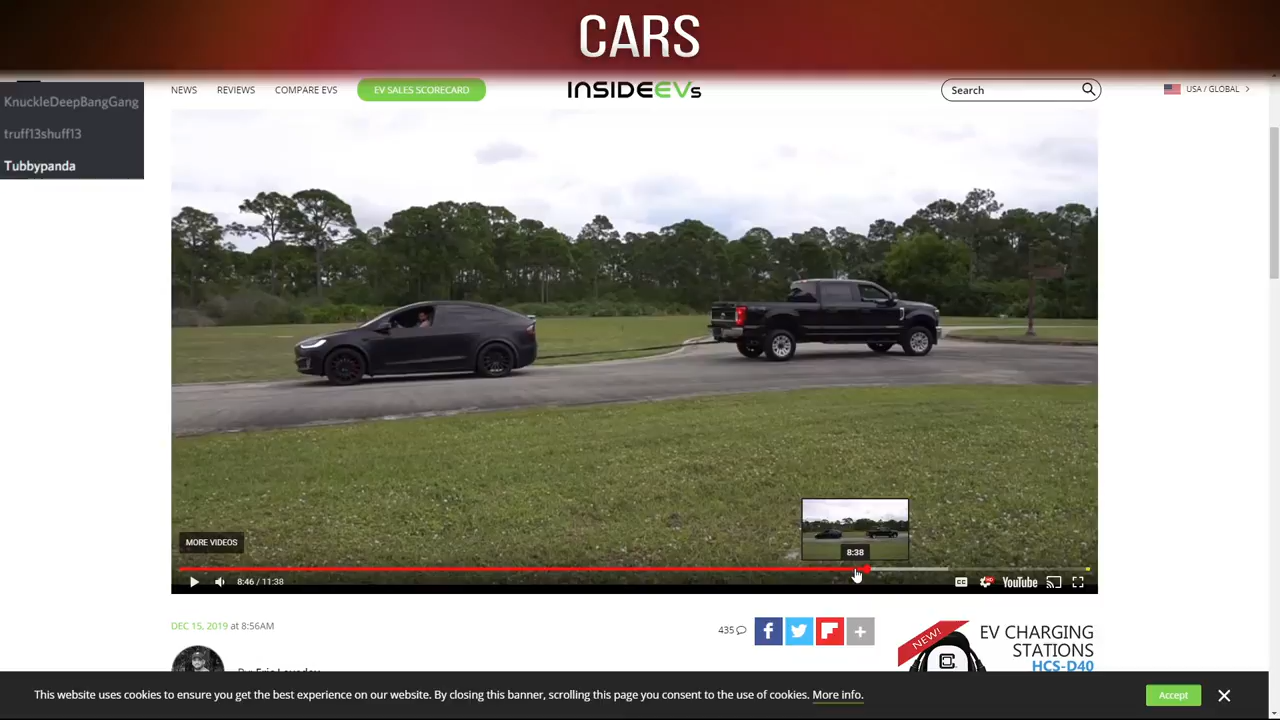 CARS
KnuckleDeepBangGang
truff13shuff13
Tubbypanda
NEWS REVIEWS COMPARE EVS EV SALES SCORECARD INSIDEEVs Search USA / GLOBAL
MORE VIDEOS
8:38
8:46 / 11:38 CC HD YouTube
DEC 15, 2019 at 8:56AM
435
NEW!
EV CHARGING
STATIONS
HCS-D40
This website uses cookies to ensure you get the best experience on our website. By closing this banner, scrolling this page you consent to the use of cookies. More info. Accept